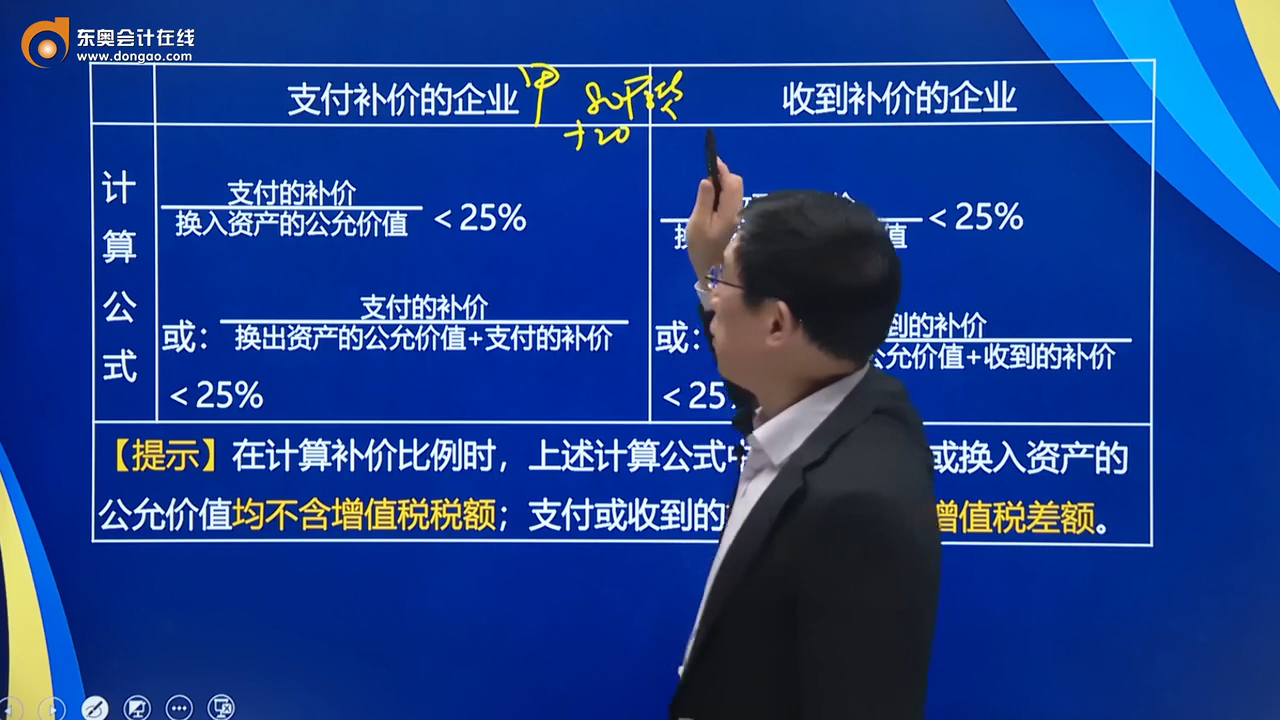 东奥会计在线
www.dongao.com
支付补价的企业 甲
80
+20
收到补价的企业
计算公式
支付的补价
换入资产的公允价值 <25%
或：
支付的补价
换出资产的公允价值+支付的补价
<25%
值 <25%
或：
到的补价
公允价值+收到的补价
<25
【提示】在计算补价比例时，上述计算公式 或换入资产的
公允价值均不含增值税税额；支付或收到的 增值税差额。